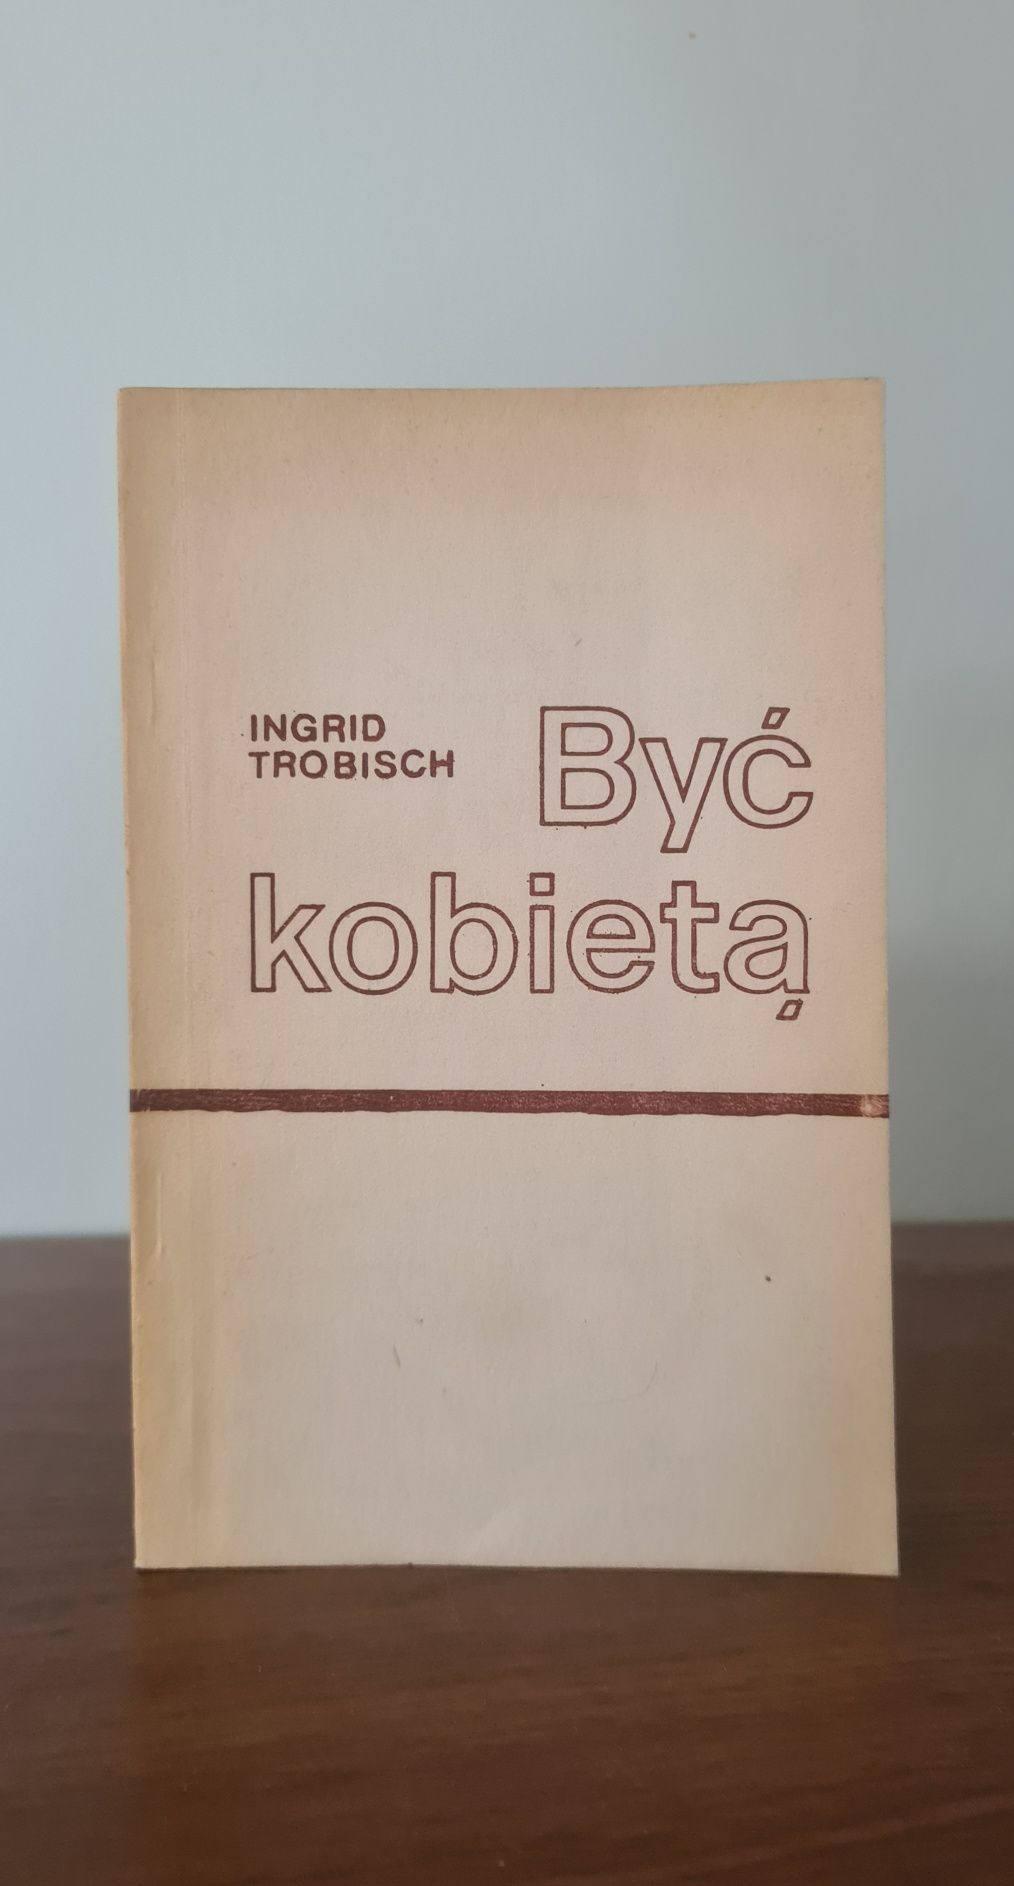 INGRID
TROBISCH
Być
kobietą